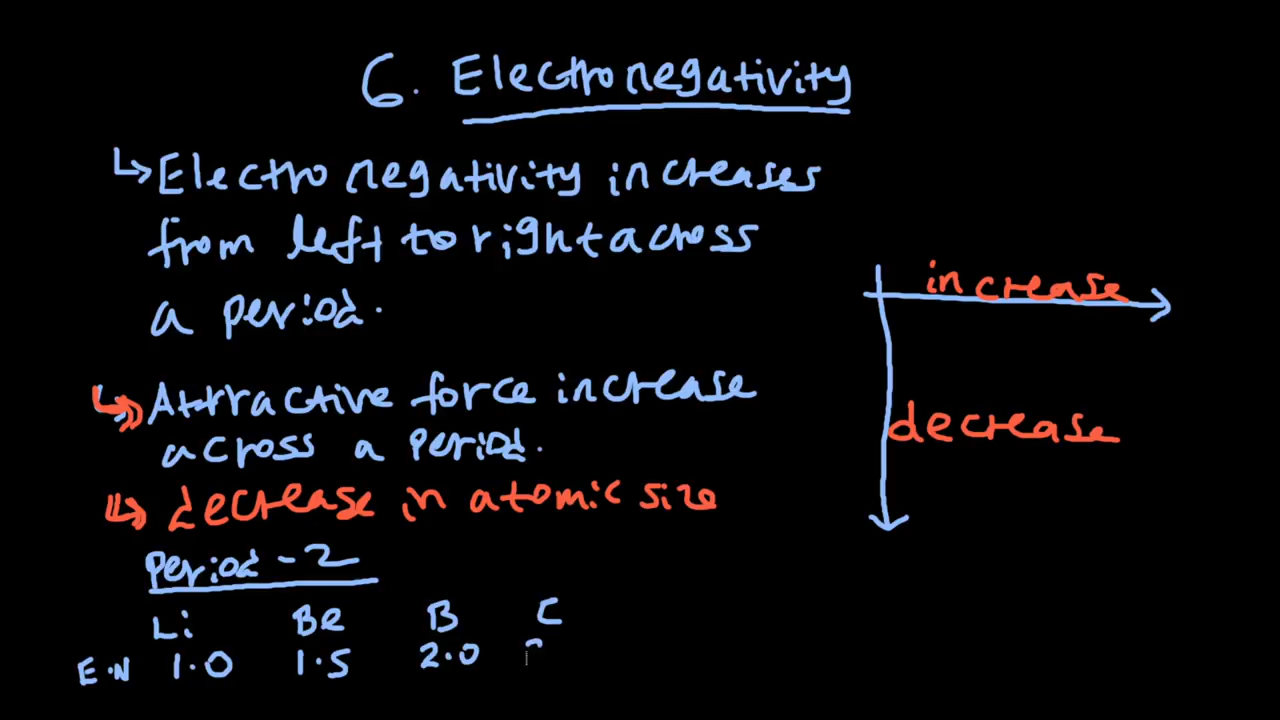 6. Electronegativity
↳ Electronegativity increases
from left to right across
a period.
increase
Attractive force increase
across a period.
decrease
decrease in atomic size
Period - 2
Li Be B C
E.N 1.0 1.5 2.0